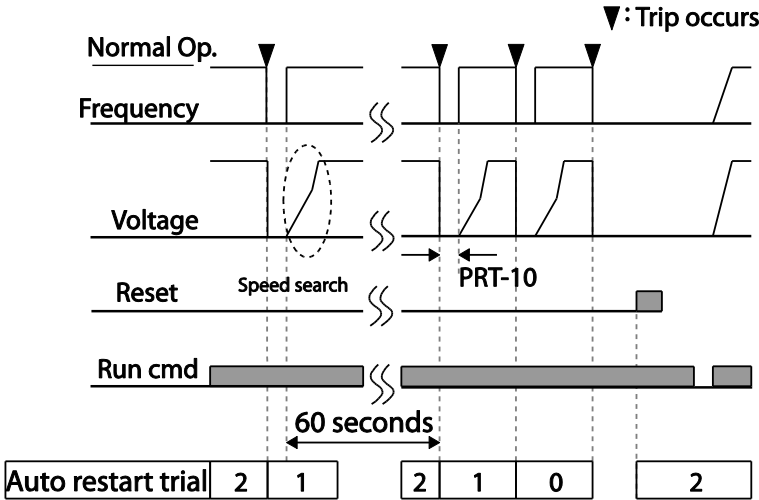 ▼: Trip occurs
Normal Op.
Frequency
Voltage
PRT-10
Reset
Speed search
Run cmd
60 seconds
Auto restart trial 2 1 2 1 0 2